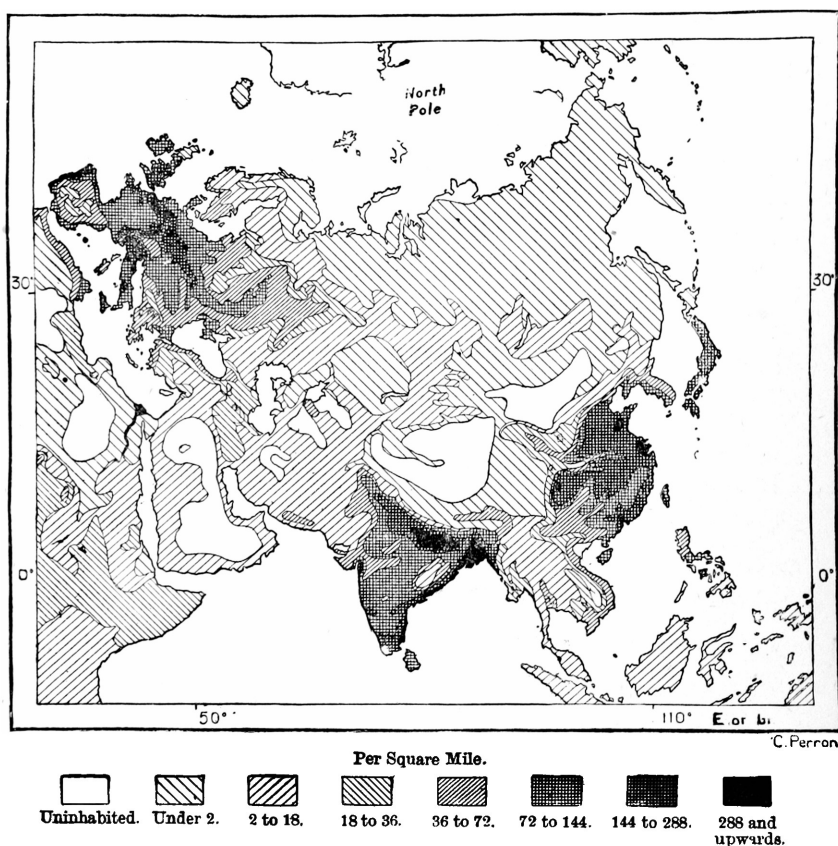 North
Pole
30°
30°
0°
0°
50°
110°
C. Perron
Per Square Mile.
Uninhabited.
Under 2.
2 to 18.
18 to 36.
36 to 72.
72 to 144.
144 to 288.
288 and
upwards.